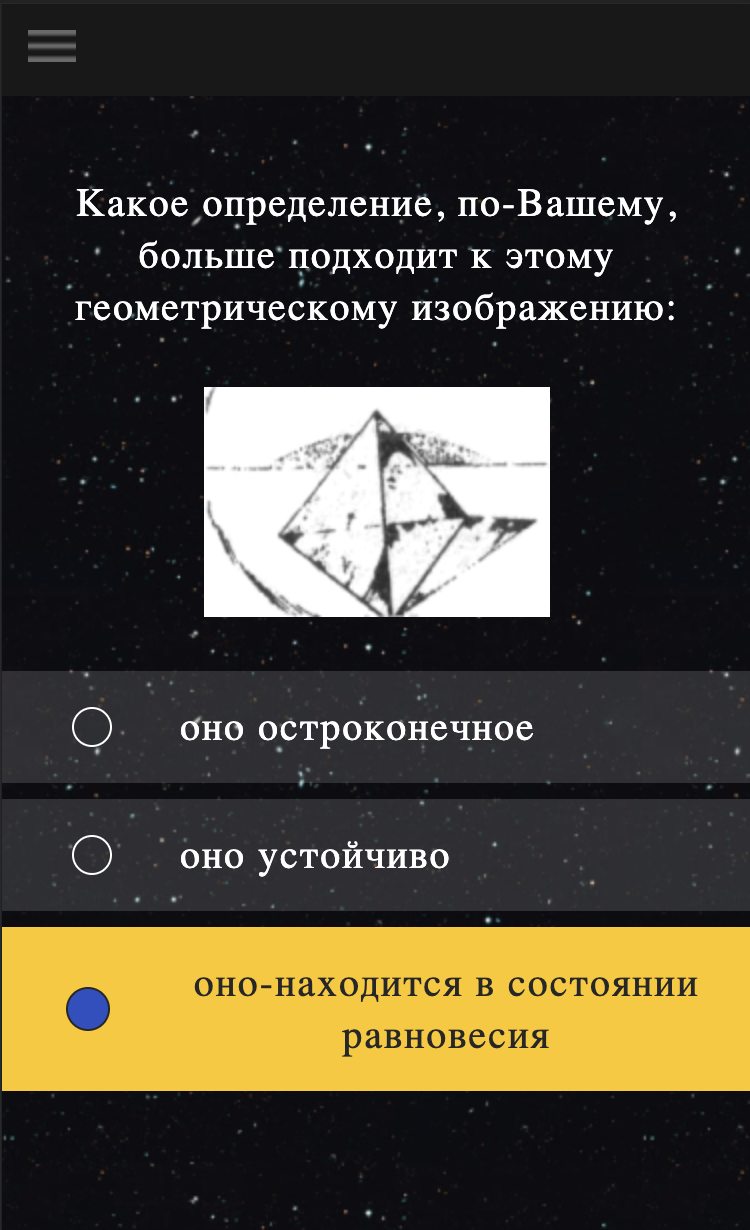 Какое определение, по-Вашему,
больше подходит к этому
геометрическому изображению:
оно остроконечное
оно устойчиво
оно-находится в состоянии
равновесия